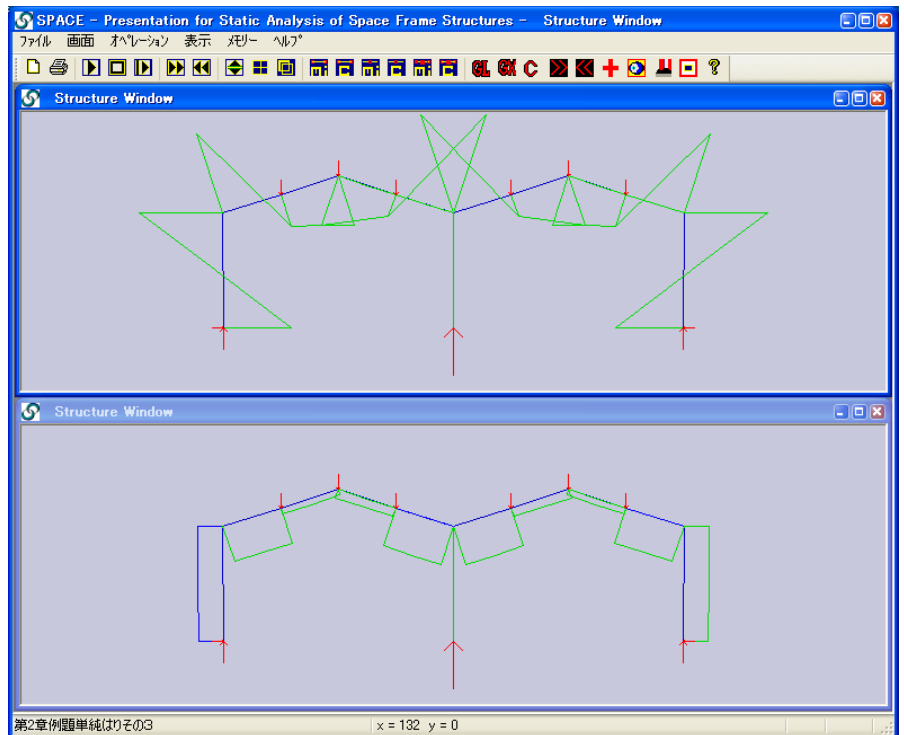 SPACE - Presentation for Static Analysis of Space Frame Structures - Structure Window
ファイル 画面 オペレーション 表示 メモリー ヘルプ
GL GX C
Structure Window
Structure Window
第2章例題単純はりその3 x = 132 y = 0